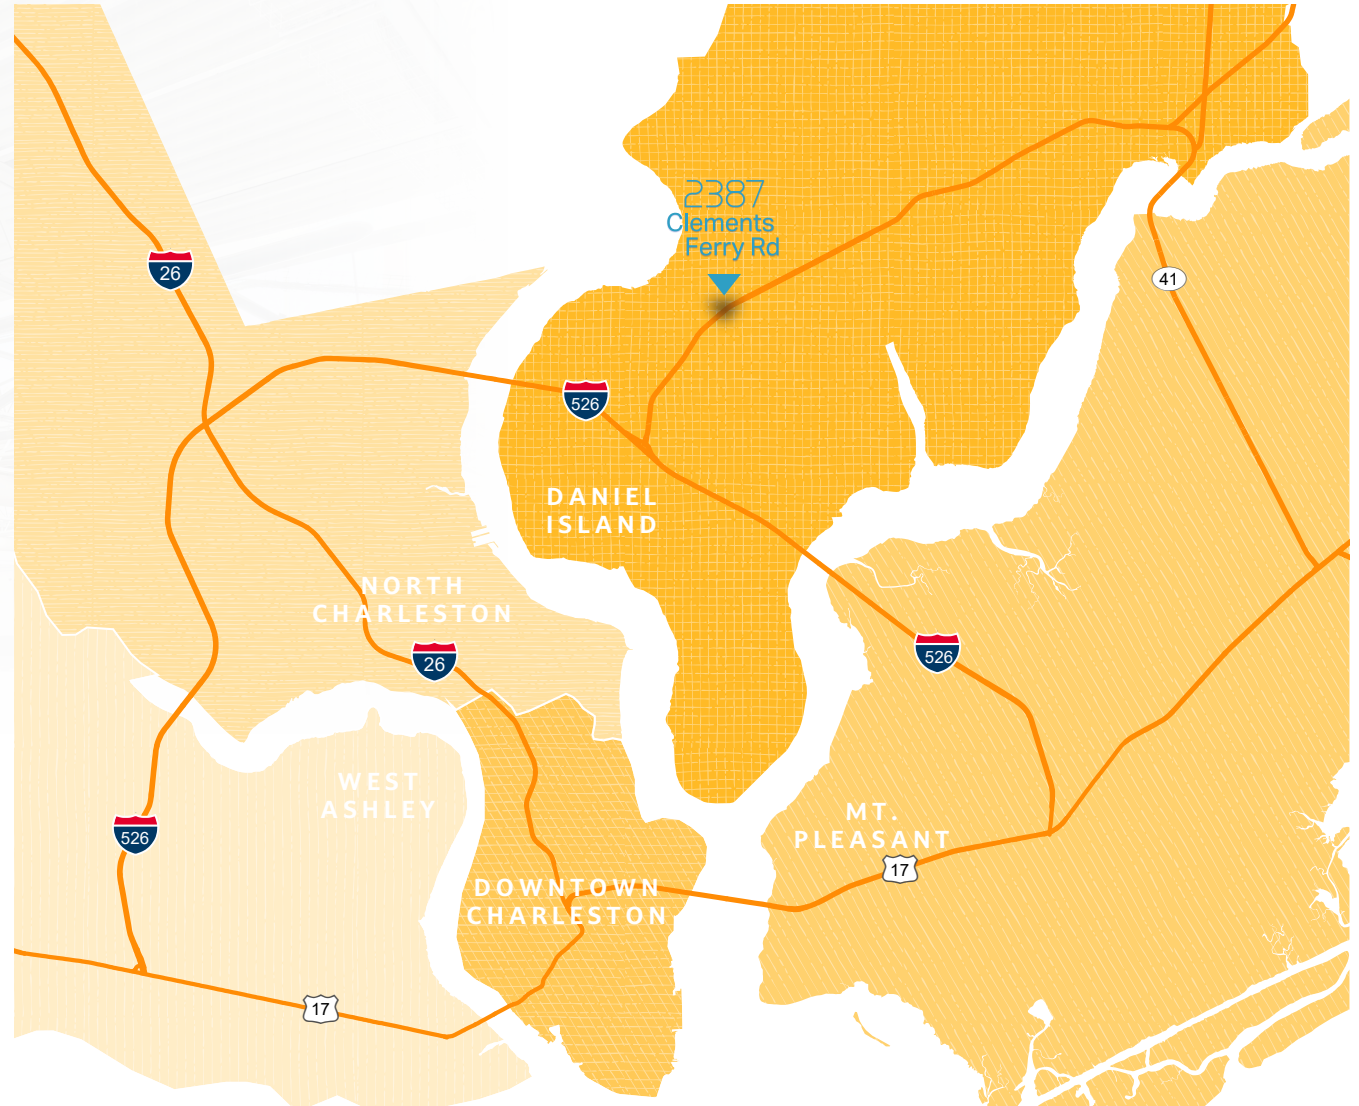 2387
Clements
Ferry Rd
26
41
526
DANIEL
ISLAND
NORTH
CHARLESTON
26
526
WEST
ASHLEY
MT.
PLEASANT
526
17
DOWNTOWN
CHARLESTON
17